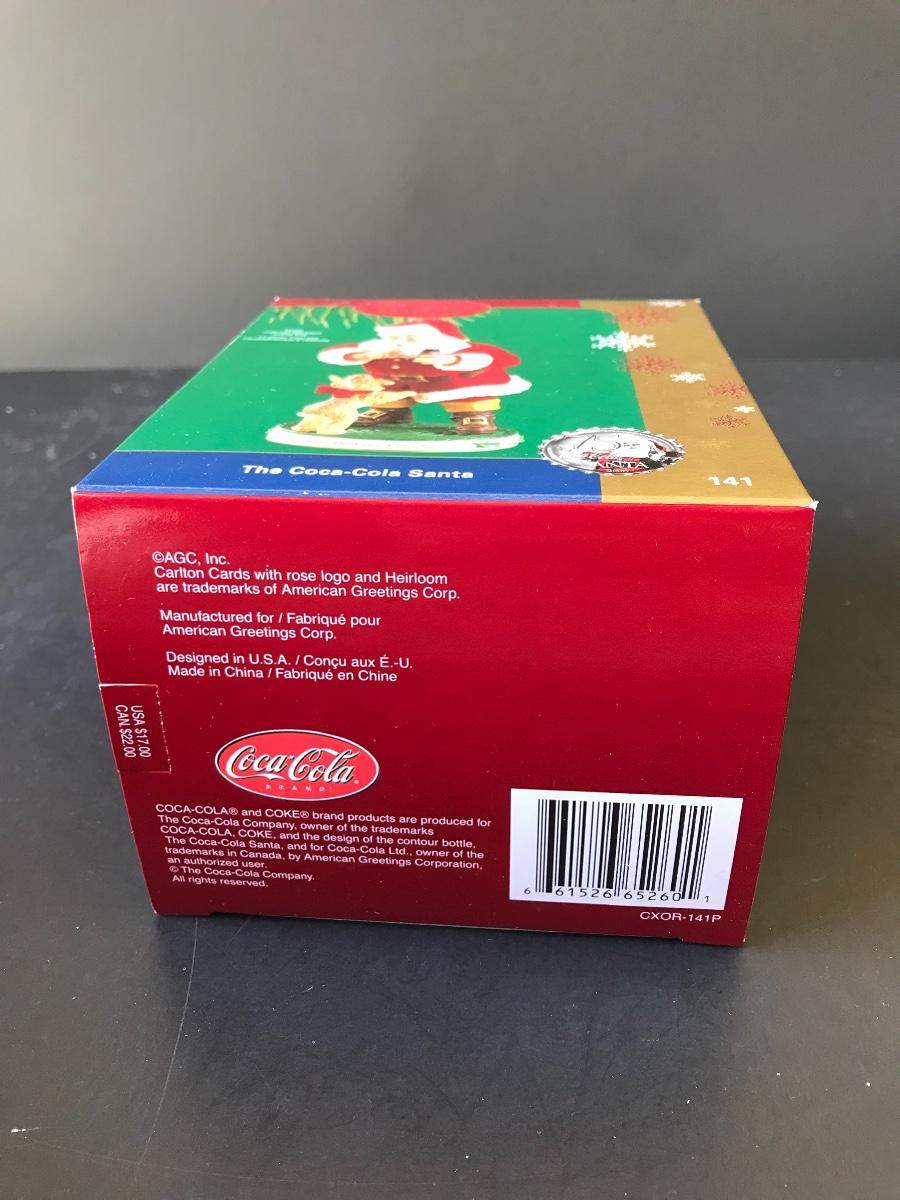 The Coca-Cola Santa
141
©AGC, Inc.
Carlton Cards with rose logo and Heirloom
are trademarks of American Greetings Corp.
Manufactured for / Fabriqué pour
American Greetings Corp.
Designed in U.S.A. / Conçu aux É.-U.
Made in China / Fabriqué en Chine
USA $17.00
CAN $22.00
Coca-Cola
BRAND
COCA-COLA® and COKE® brand products are produced for
The Coca-Cola Company, owner of the trademarks
COCA-COLA, COKE, and the design of the contour bottle,
The Coca-Cola Santa, and for Coca-Cola Ltd., owner of the
trademarks in Canada, by American Greetings Corporation,
an authorized user.
© The Coca-Cola Company.
All rights reserved.
6 61526 65260 1
CXOR-141P